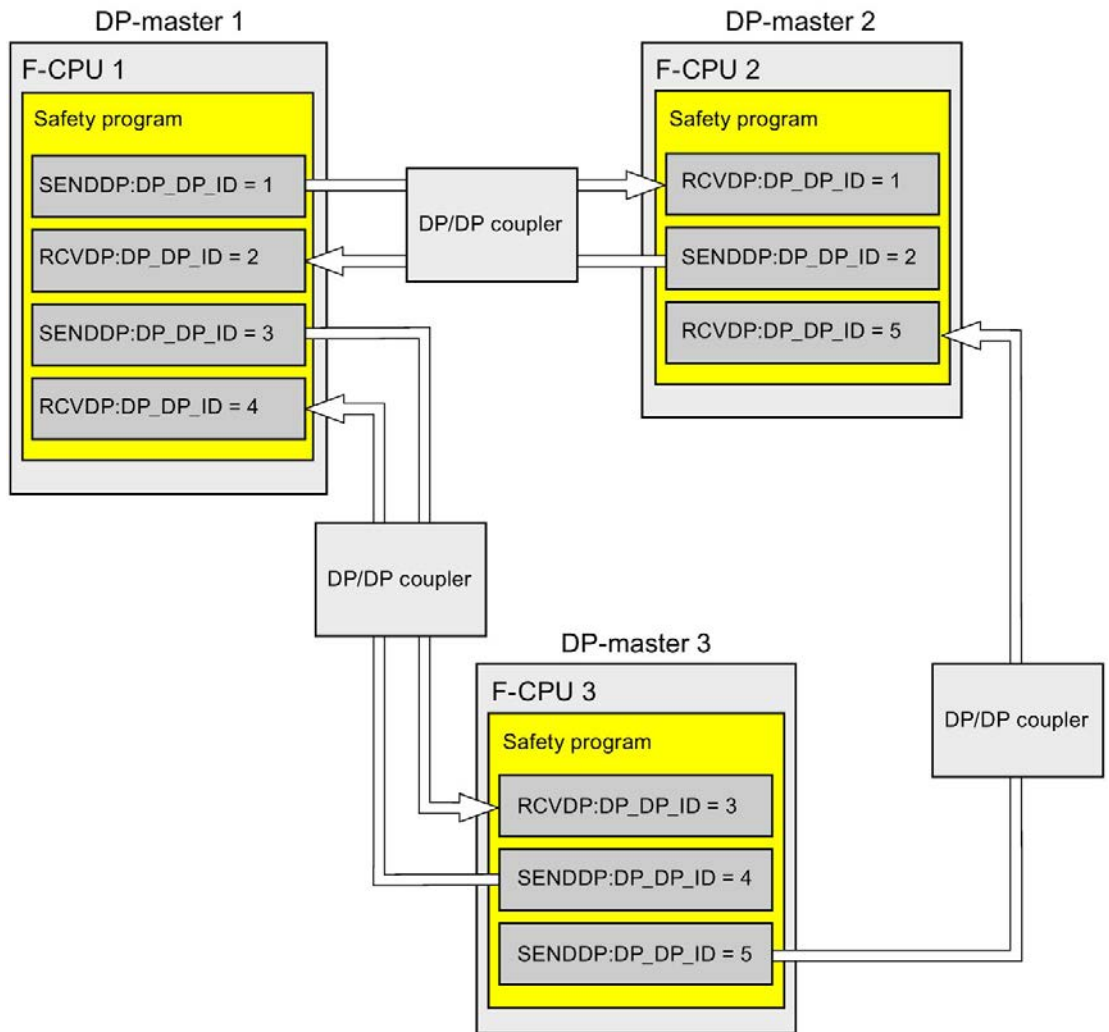 DP-master 1
F-CPU 1
Safety program
SENDDP:DP_DP_ID = 1
RCVDP:DP_DP_ID = 2
SENDDP:DP_DP_ID = 3
RCVDP:DP_DP_ID = 4
DP/DP coupler
DP-master 2
F-CPU 2
Safety program
RCVDP:DP_DP_ID = 1
SENDDP:DP_DP_ID = 2
RCVDP:DP_DP_ID = 5
DP/DP coupler
DP-master 3
F-CPU 3
Safety program
RCVDP:DP_DP_ID = 3
SENDDP:DP_DP_ID = 4
SENDDP:DP_DP_ID = 5
DP/DP coupler